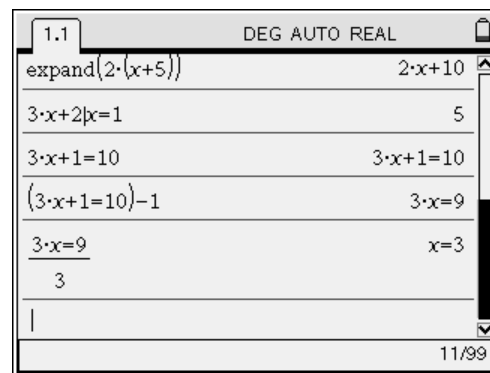 1.1 DEG AUTO REAL
expand(2·(x+5)) 2·x+10
3·x+2|x=1 5
3·x+1=10 3·x+1=10
(3·x+1=10)−1 3·x=9
3·x=9 x=3
3
11/99